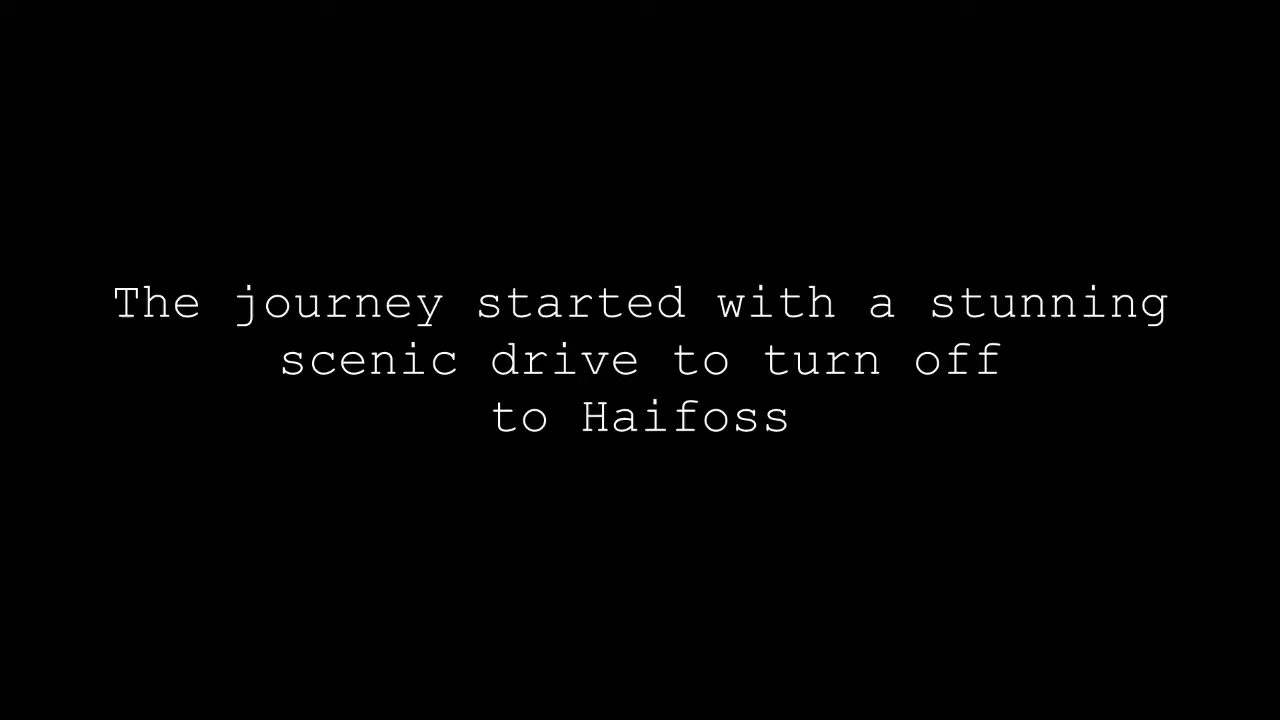 The journey started with a stunning
scenic drive to turn off
to Haifoss